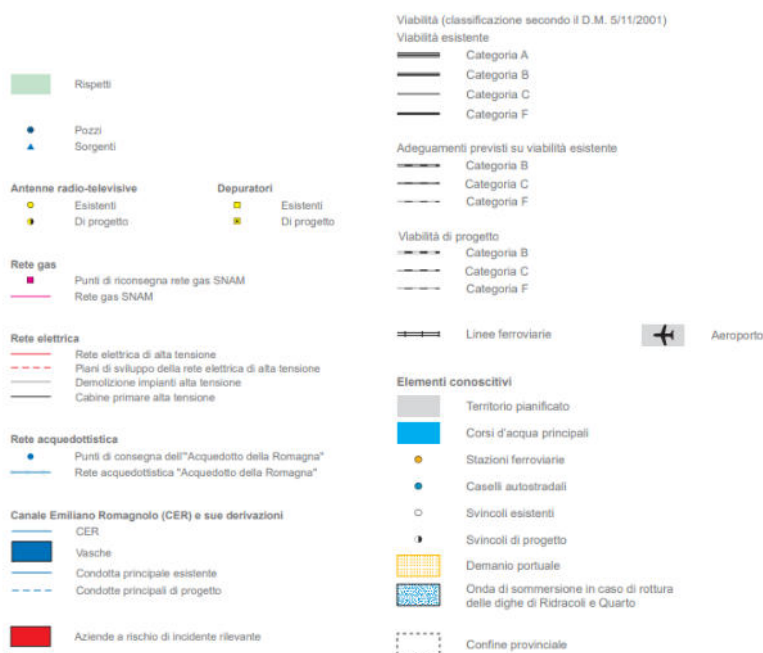 Rispetti
Pozzi
Sorgenti
Antenne radio-televisive
Esistenti
Di progetto
Depuratori
Esistenti
Di progetto
Rete gas
Punti di riconsegna rete gas SNAM
Rete gas SNAM
Rete elettrica
Rete elettrica di alta tensione
Piani di sviluppo della rete elettrica di alta tensione
Demolizione impianti alta tensione
Cabine primare alta tensione
Rete acquedottistica
Punti di consegna dell'"Acquedotto della Romagna"
Rete acquedottistica "Acquedotto della Romagna"
Canale Emiliano Romagnolo (CER) e sue derivazioni
CER
Vasche
Condotta principale esistente
Condotte principali di progetto
Aziende a rischio di incidente rilevante
Viabilità (classificazione secondo il D.M. 5/11/2001)
Viabilità esistente
Categoria A
Categoria B
Categoria C
Categoria F
Adeguamenti previsti su viabilità esistente
Categoria B
Categoria C
Categoria F
Viabilità di progetto
Categoria B
Categoria C
Categoria F
Linee ferroviarie
Aeroporto
Elementi conoscitivi
Territorio pianificato
Corsi d'acqua principali
Stazioni ferroviarie
Caselli autostradali
Svincoli esistenti
Svincoli di progetto
Demanio portuale
Onda di sommersione in caso di rottura
delle dighe di Ridracoli e Quarto
Confine provinciale